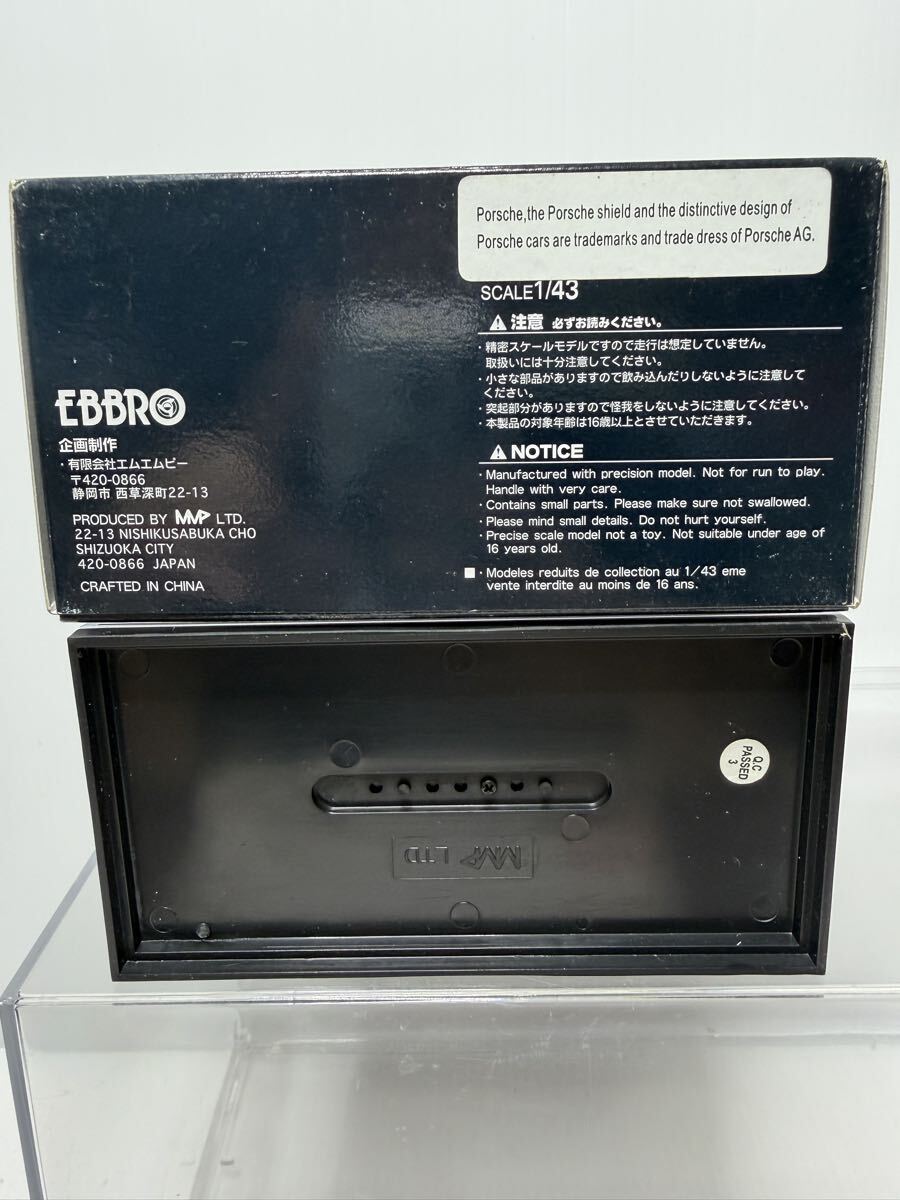 Porsche,the Porsche shield and the distinctive design of
Porsche cars are trademarks and trade dress of Porsche AG.
SCALE1/43
⚠注意 必ずお読みください。
・精密スケールモデルですので走行は想定していません。
取扱いには十分注意してください。
・小さな部品がありますので飲み込んだりしないように注意して
ください。
・突起部分がありますので怪我をしないように注意してください。
・本製品の対象年齢は16歳以上とさせていただきます。
⚠NOTICE
・Manufactured with precision model. Not for run to play.
Handle with very care.
・Contains small parts. Please make sure not swallowed.
・Please mind small details. Do not hurt yourself.
・Precise scale model not a toy. Not suitable under age of
16 years old.
■・Modeles reduits de collection au 1/43 eme
vente interdite au moins de 16 ans.
EBBRO
企画制作
・有限会社エムエムピー
〒420-0866
静岡市 西草深町22-13
PRODUCED BY MMP LTD.
22-13 NISHIKUSABUKA CHO
SHIZUOKA CITY
420-0866 JAPAN
CRAFTED IN CHINA
Q.C
PASSED
3
MMP LTD